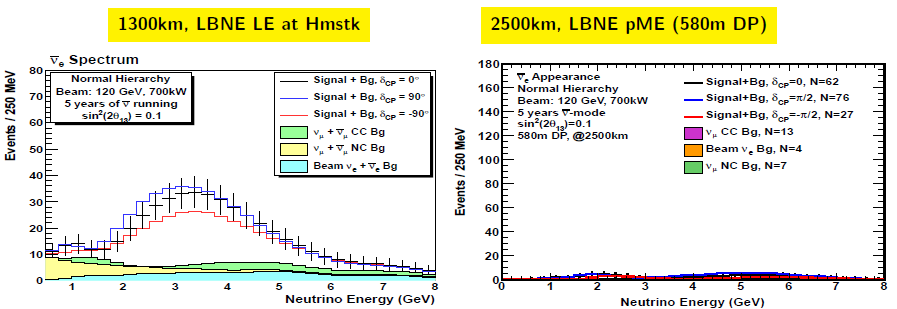 1300km, LBNE LE at Hmstk
2500km, LBNE pME (580m DP)
ν̅e Spectrum
Events / 250 MeV
80
70
60
50
40
30
20
10
0
Normal Hierarchy
Beam: 120 GeV, 700kW
5 years of ν̅ running
sin²(2θ13) = 0.1
Signal + Bg, δCP = 0°
Signal + Bg, δCP = 90°
Signal + Bg, δCP = -90°
νμ + ν̅μ CC Bg
νμ + ν̅μ NC Bg
Beam νe + ν̅e Bg
1 2 3 4 5 6 7 8
Neutrino Energy (GeV)
Events / 250 MeV
180
160
140
120
100
80
60
40
20
0
ν̅e Appearance
Normal Hierarchy
Beam: 120 GeV, 700kW
5 years ν̅-mode
sin²(2θ13)=0.1
580m DP, @2500km
Signal+Bg, δCP=0, N=62
Signal+Bg, δCP=π/2, N=76
Signal+Bg, δCP=-π/2, N=27
νμ CC Bg, N=13
Beam νe Bg, N=4
νμ NC Bg, N=7
0 1 2 3 4 5 6 7 8
Neutrino Energy (GeV)